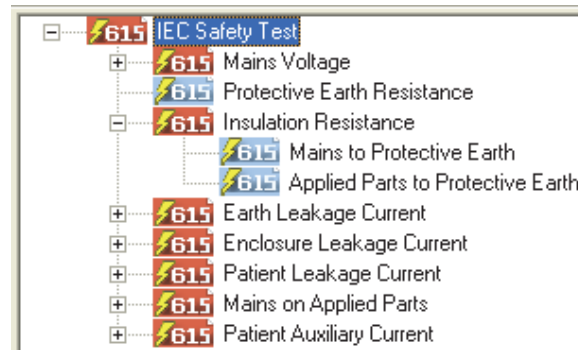 615 IEC Safety Test
615 Mains Voltage
615 Protective Earth Resistance
615 Insulation Resistance
615 Mains to Protective Earth
615 Applied Parts to Protective Earth
615 Earth Leakage Current
615 Enclosure Leakage Current
615 Patient Leakage Current
615 Mains on Applied Parts
615 Patient Auxiliary Current